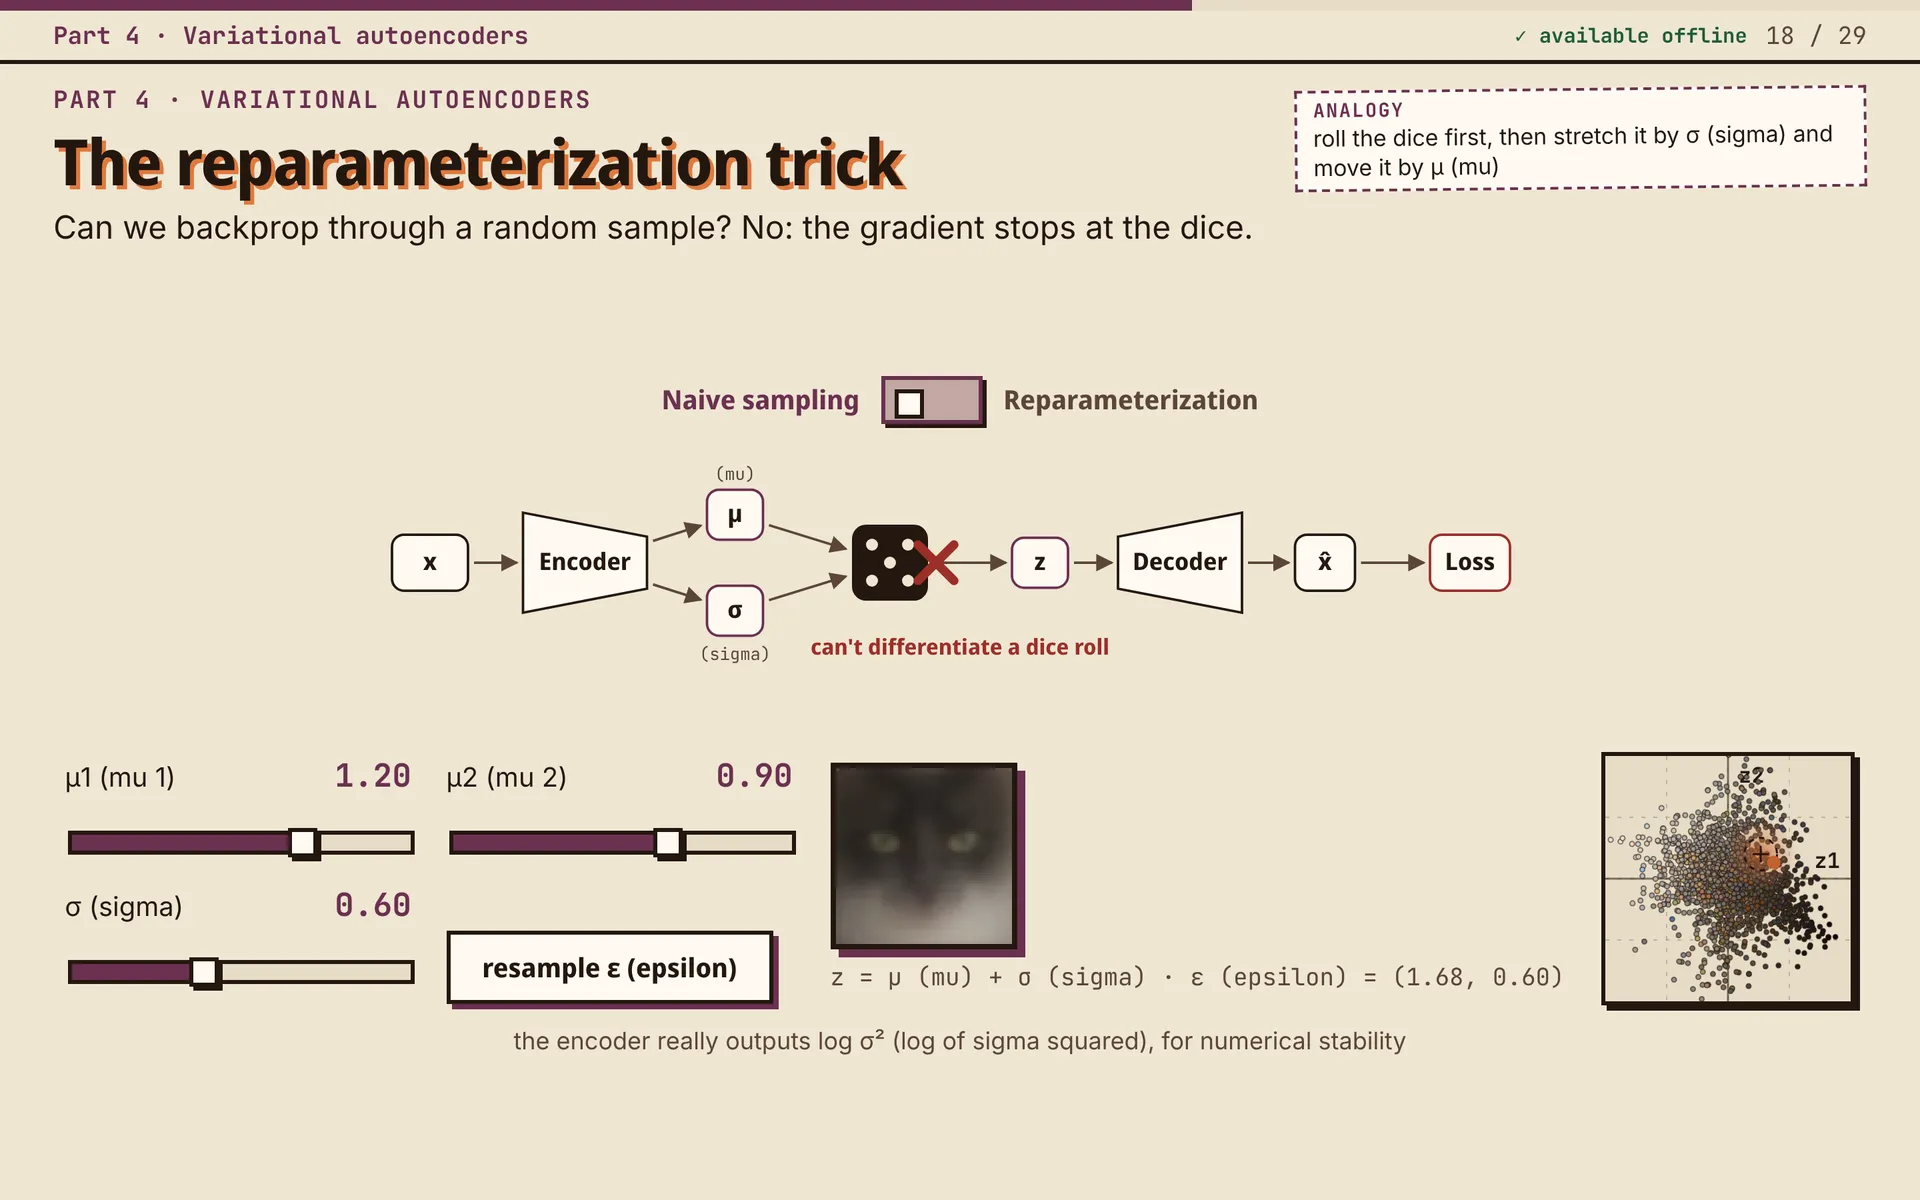 Part 4 · Variational autoencoders
✓ available offline 18 / 29
PART 4 · VARIATIONAL AUTOENCODERS
The reparameterization trick
Can we backprop through a random sample? No: the gradient stops at the dice.
ANALOGY
roll the dice first, then stretch it by σ (sigma) and
move it by μ (mu)
Naive sampling
Reparameterization
(mu)
μ
x
Encoder
z
Decoder
x̂
Loss
σ
(sigma)
can't differentiate a dice roll
μ1 (mu 1) 1.20
μ2 (mu 2) 0.90
σ (sigma) 0.60
resample ε (epsilon)
z = μ (mu) + σ (sigma) · ε (epsilon) = (1.68, 0.60)
z2
z1
the encoder really outputs log σ² (log of sigma squared), for numerical stability